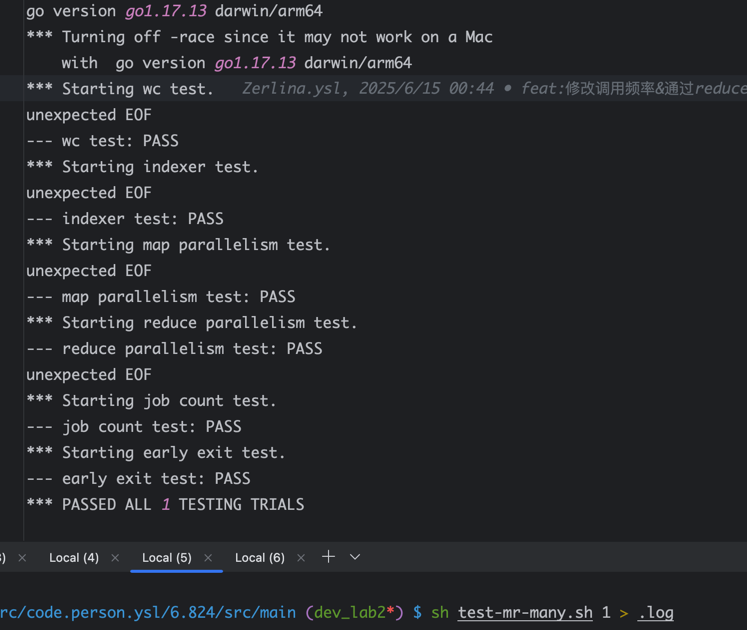 go version go1.17.13 darwin/arm64
*** Turning off -race since it may not work on a Mac
    with  go version go1.17.13 darwin/arm64
*** Starting wc test.   Zerlina.ysl, 2025/6/15 00:44 • feat:修改调用频率&通过reduce
unexpected EOF
--- wc test: PASS
*** Starting indexer test.
unexpected EOF
--- indexer test: PASS
*** Starting map parallelism test.
unexpected EOF
--- map parallelism test: PASS
*** Starting reduce parallelism test.
--- reduce parallelism test: PASS
unexpected EOF
*** Starting job count test.
--- job count test: PASS
*** Starting early exit test.
--- early exit test: PASS
*** PASSED ALL 1 TESTING TRIALS
) × Local (4) × Local (5) × Local (6) × +
rc/code.person.ysl/6.824/src/main (dev_lab2*) $ sh test-mr-many.sh 1 > .log